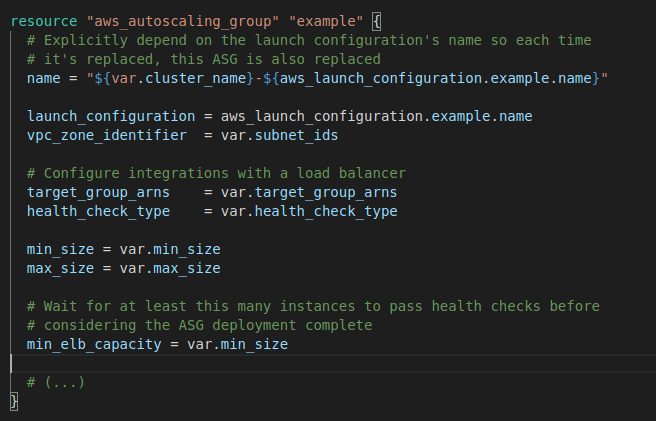 resource "aws_autoscaling_group" "example" {
# Explicitly depend on the launch configuration's name so each time
# it's replaced, this ASG is also replaced
name = "${var.cluster_name}-${aws_launch_configuration.example.name}"
launch_configuration = aws_launch_configuration.example.name
vpc_zone_identifier  = var.subnet_ids
# Configure integrations with a load balancer
target_group_arns    = var.target_group_arns
health_check_type    = var.health_check_type
min_size = var.min_size
max_size = var.max_size
# Wait for at least this many instances to pass health checks before
# considering the ASG deployment complete
min_elb_capacity = var.min_size
# (...)
}